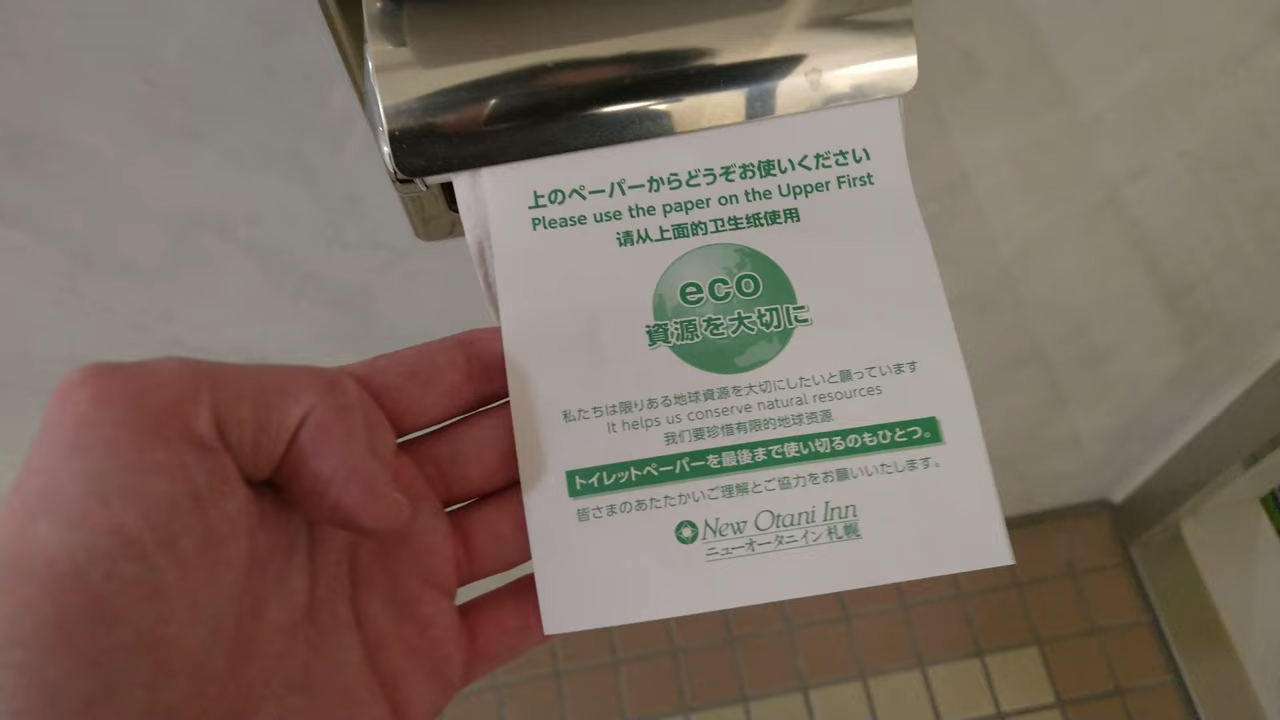 上のペーパーからどうぞお使いください
Please use the paper on the Upper First
请从上面的卫生纸使用
eco
資源を大切に
私たちは限りある地球資源を大切にしたいと願っています
It helps us conserve natural resources
我们要珍惜有限的地球资源
トイレットペーパーを最後まで使い切るのもひとつ。
皆さまのあたたかいご理解とご協力をお願いいたします。
New Otani Inn
ニューオータニイン札幌